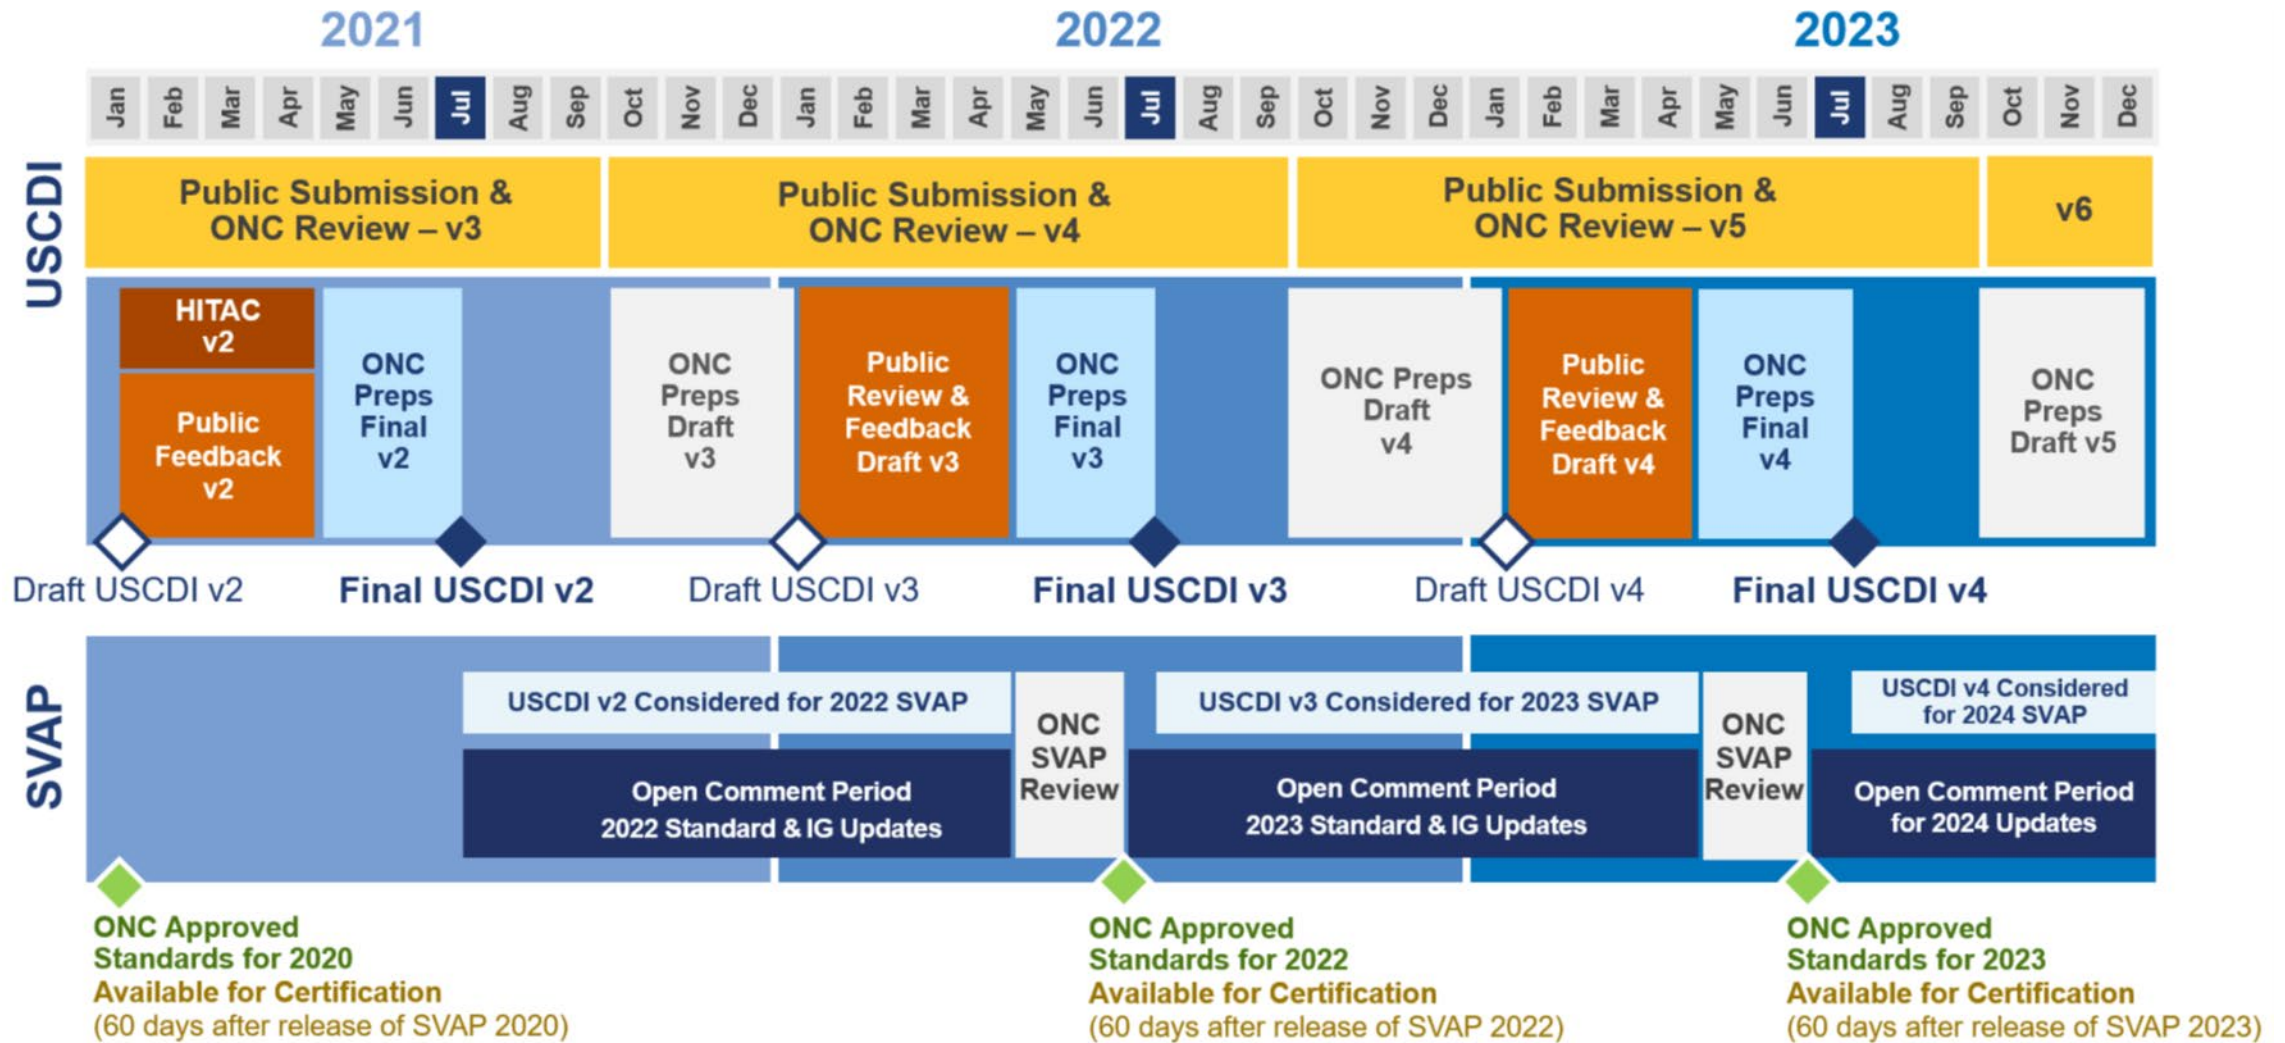 2021
2022
2023
Jan Feb Mar Apr May Jun Jul Aug Sep Oct Nov Dec Jan Feb Mar Apr May Jun Jul Aug Sep Oct Nov Dec Jan Feb Mar Apr May Jun Jul Aug Sep Oct Nov Dec
USCDI
Public Submission &
ONC Review – v3
Public Submission &
ONC Review – v4
Public Submission &
ONC Review – v5
v6
HITAC
v2
Public
Feedback
v2
ONC
Preps
Final
v2
ONC
Preps
Draft
v3
Public
Review &
Feedback
Draft v3
ONC
Preps
Final
v3
ONC Preps
Draft
v4
Public
Review &
Feedback
Draft v4
ONC
Preps
Final
v4
ONC
Preps
Draft v5
Draft USCDI v2
Final USCDI v2
Draft USCDI v3
Final USCDI v3
Draft USCDI v4
Final USCDI v4
SVAP
USCDI v2 Considered for 2022 SVAP
Open Comment Period
2022 Standard & IG Updates
ONC
SVAP
Review
USCDI v3 Considered for 2023 SVAP
Open Comment Period
2023 Standard & IG Updates
ONC
SVAP
Review
USCDI v4 Considered
for 2024 SVAP
Open Comment Period
for 2024 Updates
ONC Approved
Standards for 2020
Available for Certification
(60 days after release of SVAP 2020)
ONC Approved
Standards for 2022
Available for Certification
(60 days after release of SVAP 2022)
ONC Approved
Standards for 2023
Available for Certification
(60 days after release of SVAP 2023)